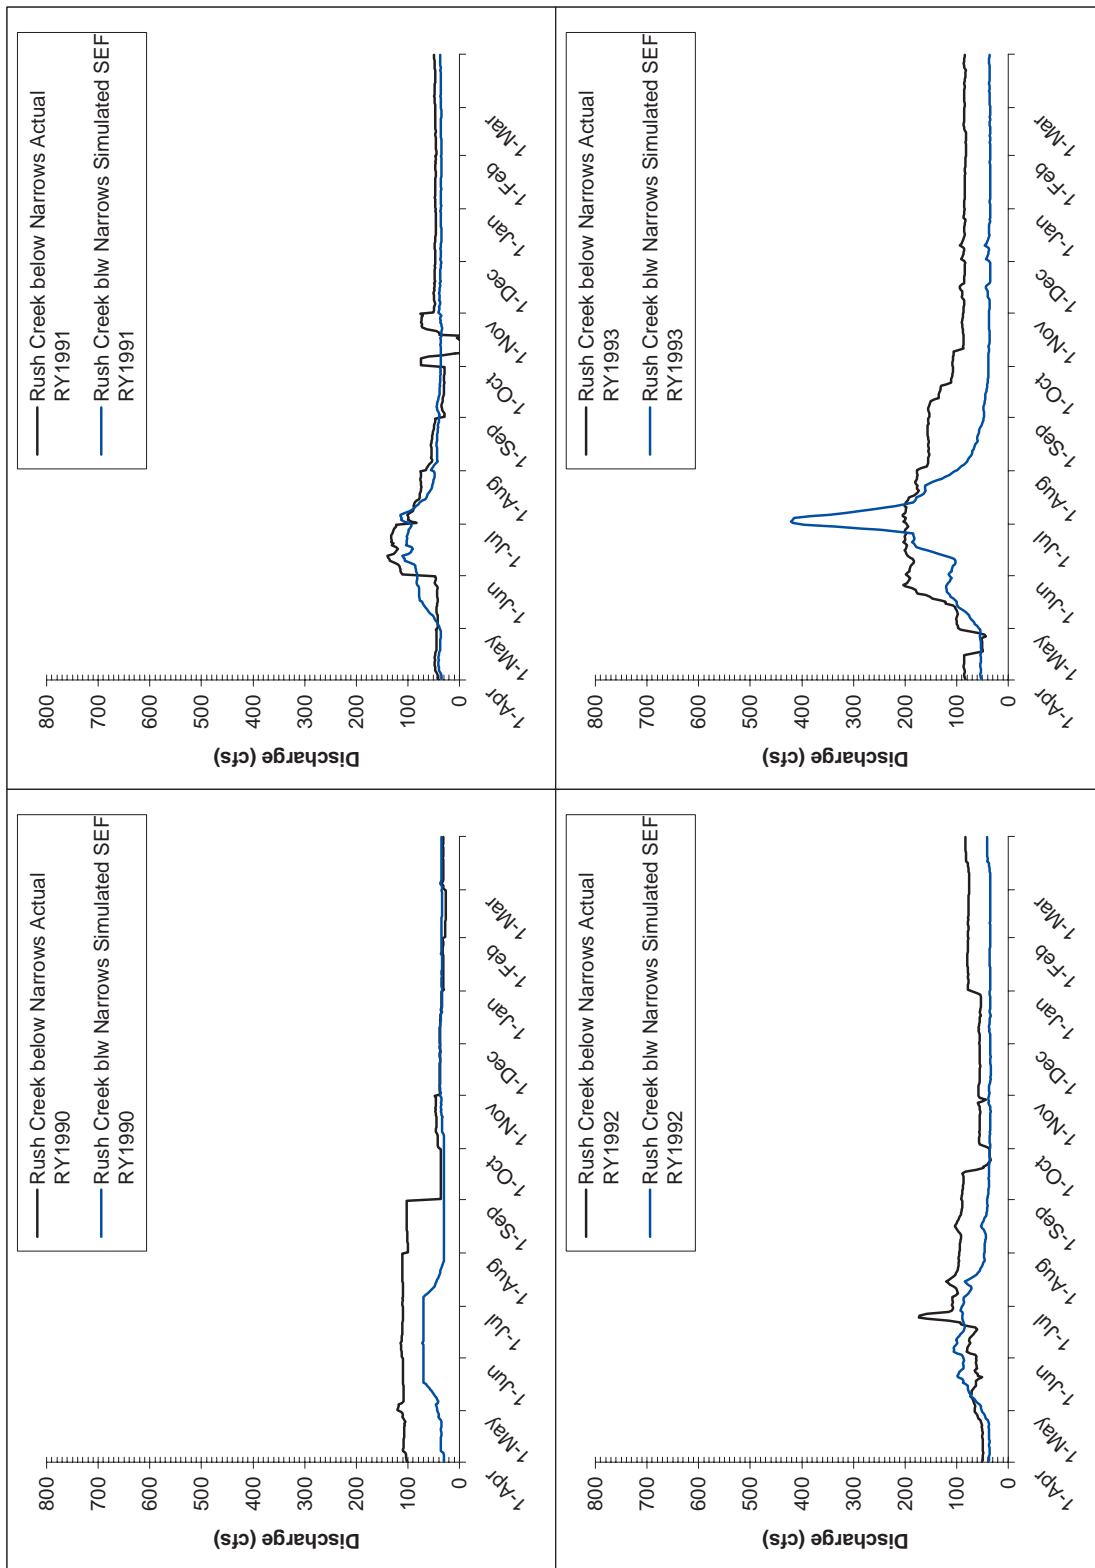 Rush Creek below Narrows Actual
RY1990
Rush Creek blw Narrows Simulated SEF
RY1990
Discharge (cfs)
800
700
600
500
400
300
200
100
0
1-Apr
1-May
1-Jun
1-Jul
1-Aug
1-Sep
1-Oct
1-Nov
1-Dec
1-Jan
1-Feb
1-Mar
Rush Creek below Narrows Actual
RY1991
Rush Creek blw Narrows Simulated SEF
RY1991
Discharge (cfs)
800
700
600
500
400
300
200
100
0
1-Apr
1-May
1-Jun
1-Jul
1-Aug
1-Sep
1-Oct
1-Nov
1-Dec
1-Jan
1-Feb
1-Mar
Rush Creek below Narrows Actual
RY1992
Rush Creek blw Narrows Simulated SEF
RY1992
Discharge (cfs)
800
700
600
500
400
300
200
100
0
1-Apr
1-May
1-Jun
1-Jul
1-Aug
1-Sep
1-Oct
1-Nov
1-Dec
1-Jan
1-Feb
1-Mar
Rush Creek below Narrows Actual
RY1993
Rush Creek blw Narrows Simulated SEF
RY1993
Discharge (cfs)
800
700
600
500
400
300
200
100
0
1-Apr
1-May
1-Jun
1-Jul
1-Aug
1-Sep
1-Oct
1-Nov
1-Dec
1-Jan
1-Feb
1-Mar